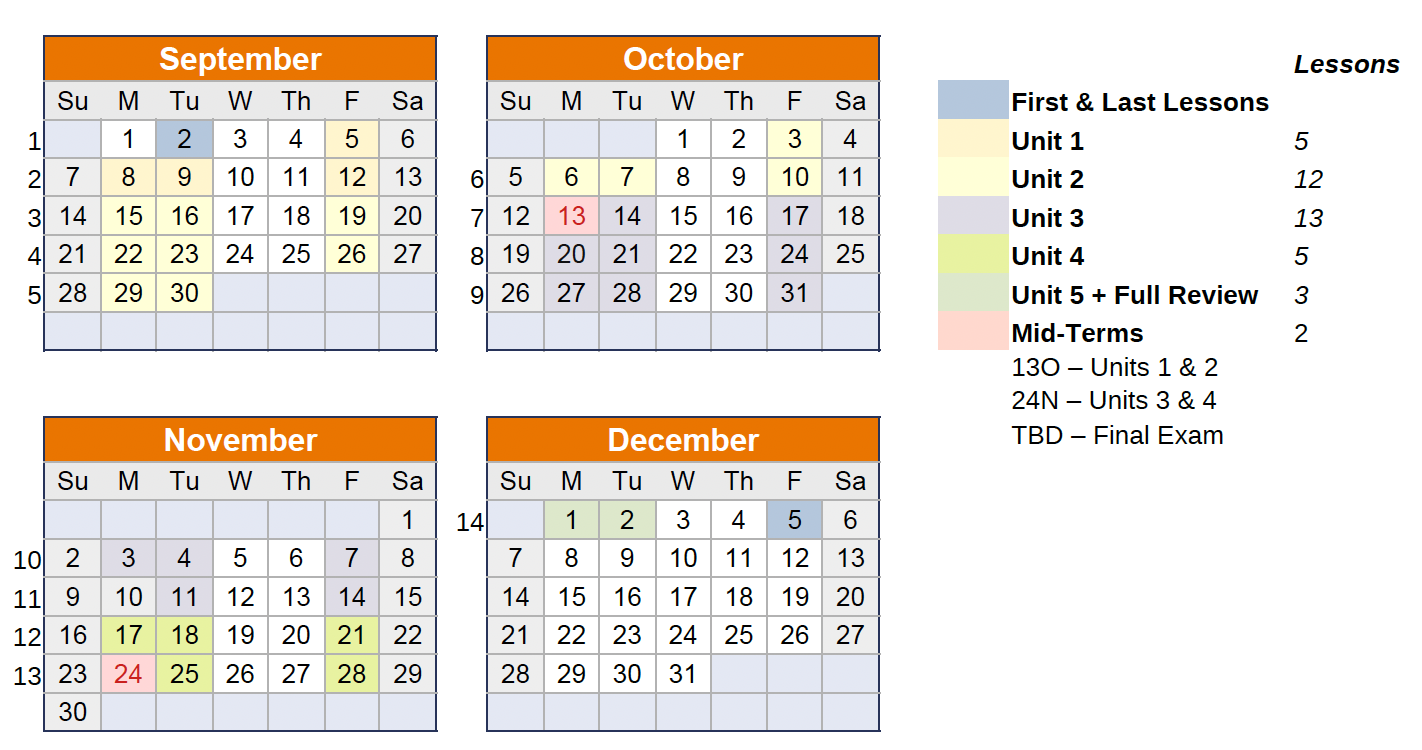 September
Su M Tu W Th F Sa
1 1 2 3 4 5 6
2 7 8 9 10 11 12 13
3 14 15 16 17 18 19 20
4 21 22 23 24 25 26 27
5 28 29 30
October
Su M Tu W Th F Sa
1 2 3 4
6 5 6 7 8 9 10 11
7 12 13 14 15 16 17 18
8 19 20 21 22 23 24 25
9 26 27 28 29 30 31
Lessons
First & Last Lessons
Unit 1 5
Unit 2 12
Unit 3 13
Unit 4 5
Unit 5 + Full Review 3
Mid-Terms 2
13O – Units 1 & 2
24N – Units 3 & 4
TBD – Final Exam
November
Su M Tu W Th F Sa
1
10 2 3 4 5 6 7 8
11 9 10 11 12 13 14 15
12 16 17 18 19 20 21 22
13 23 24 25 26 27 28 29
30
December
Su M Tu W Th F Sa
14 1 2 3 4 5 6
7 8 9 10 11 12 13
14 15 16 17 18 19 20
21 22 23 24 25 26 27
28 29 30 31